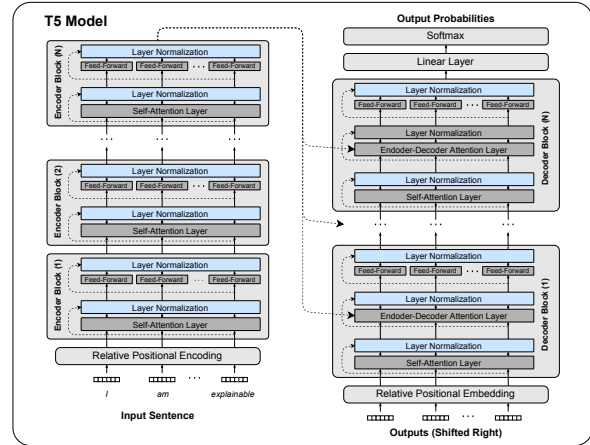 T5 Model
Encoder Block (N)
Layer Normalization
Feed-Forward Feed-Forward ··· Feed-Forward
Layer Normalization
Self-Attention Layer
··· ···
Encoder Block (2)
Layer Normalization
Feed-Forward Feed-Forward ··· Feed-Forward
Layer Normalization
Self-Attention Layer
Encoder Block (1)
Layer Normalization
Feed-Forward Feed-Forward ··· Feed-Forward
Layer Normalization
Self-Attention Layer
Relative Positional Encoding
···
I am ··· explainable
Input Sentence
Output Probabilities
Softmax
Linear Layer
Decoder Block (N)
Layer Normalization
Feed-Forward Feed-Forward ··· Feed-Forward
Layer Normalization
Endoder-Decoder Attention Layer
Layer Normalization
Self-Attention Layer
··· ···
Decoder Block (1)
Layer Normalization
Feed-Forward Feed-Forward ··· Feed-Forward
Layer Normalization
Endoder-Decoder Attention Layer
Layer Normalization
Self-Attention Layer
Relative Positional Embedding
···
Outputs (Shifted Right)